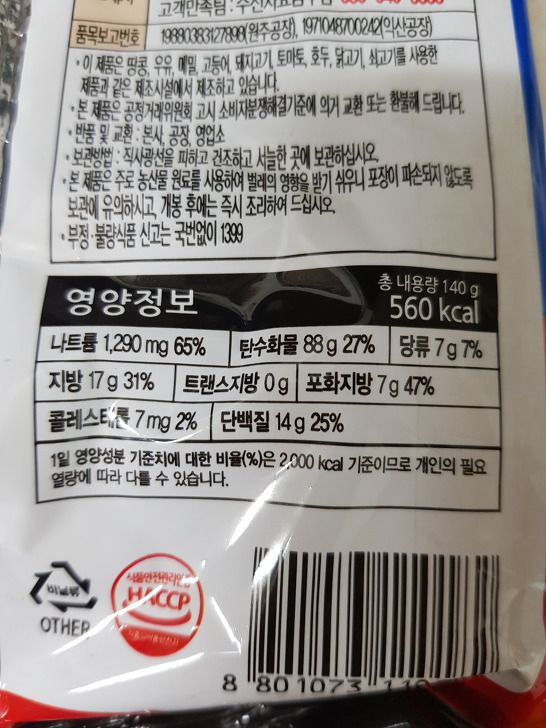 고객만족팀 :
품목보고번호 19880383127898(원주공장), 1971048700242(익산공장)
• 이 제품은 땅콩, 우유, 메밀, 고등어, 돼지고기, 토마토, 호두, 닭고기, 쇠고기를 사용한
제품과 같은 제조시설에서 제조하고 있습니다.
• 본 제품은 공정거래위원회 고시 소비자분쟁해결기준에 의거 교환 또는 환불해 드립니다.
• 반품 및 교환 : 본사, 공장, 영업소
• 보관방법 : 직사광선을 피하고 건조하고 서늘한 곳에 보관하십시오.
• 본 제품은 주로 농산물 원료를 사용하여 벌레의 영향을 받기 쉬우니 포장이 파손되지 않도록
보관에 유의하시고, 개봉 후에는 즉시 조리하여 드십시오.
• 부정·불량식품 신고는 국번없이 1399
영양정보
총 내용량 140 g
560 kcal
나트륨 1,290 mg 65% 탄수화물 88 g 27% 당류 7 g 7%
지방 17 g 31% 트랜스지방 0 g 포화지방 7 g 47%
콜레스테롤 7 mg 2% 단백질 14 g 25%
1일 영양성분 기준치에 대한 비율(%)은 2,000 kcal 기준이므로 개인의 필요
열량에 따라 다를 수 있습니다.
OTHER
HACCP
8 801073